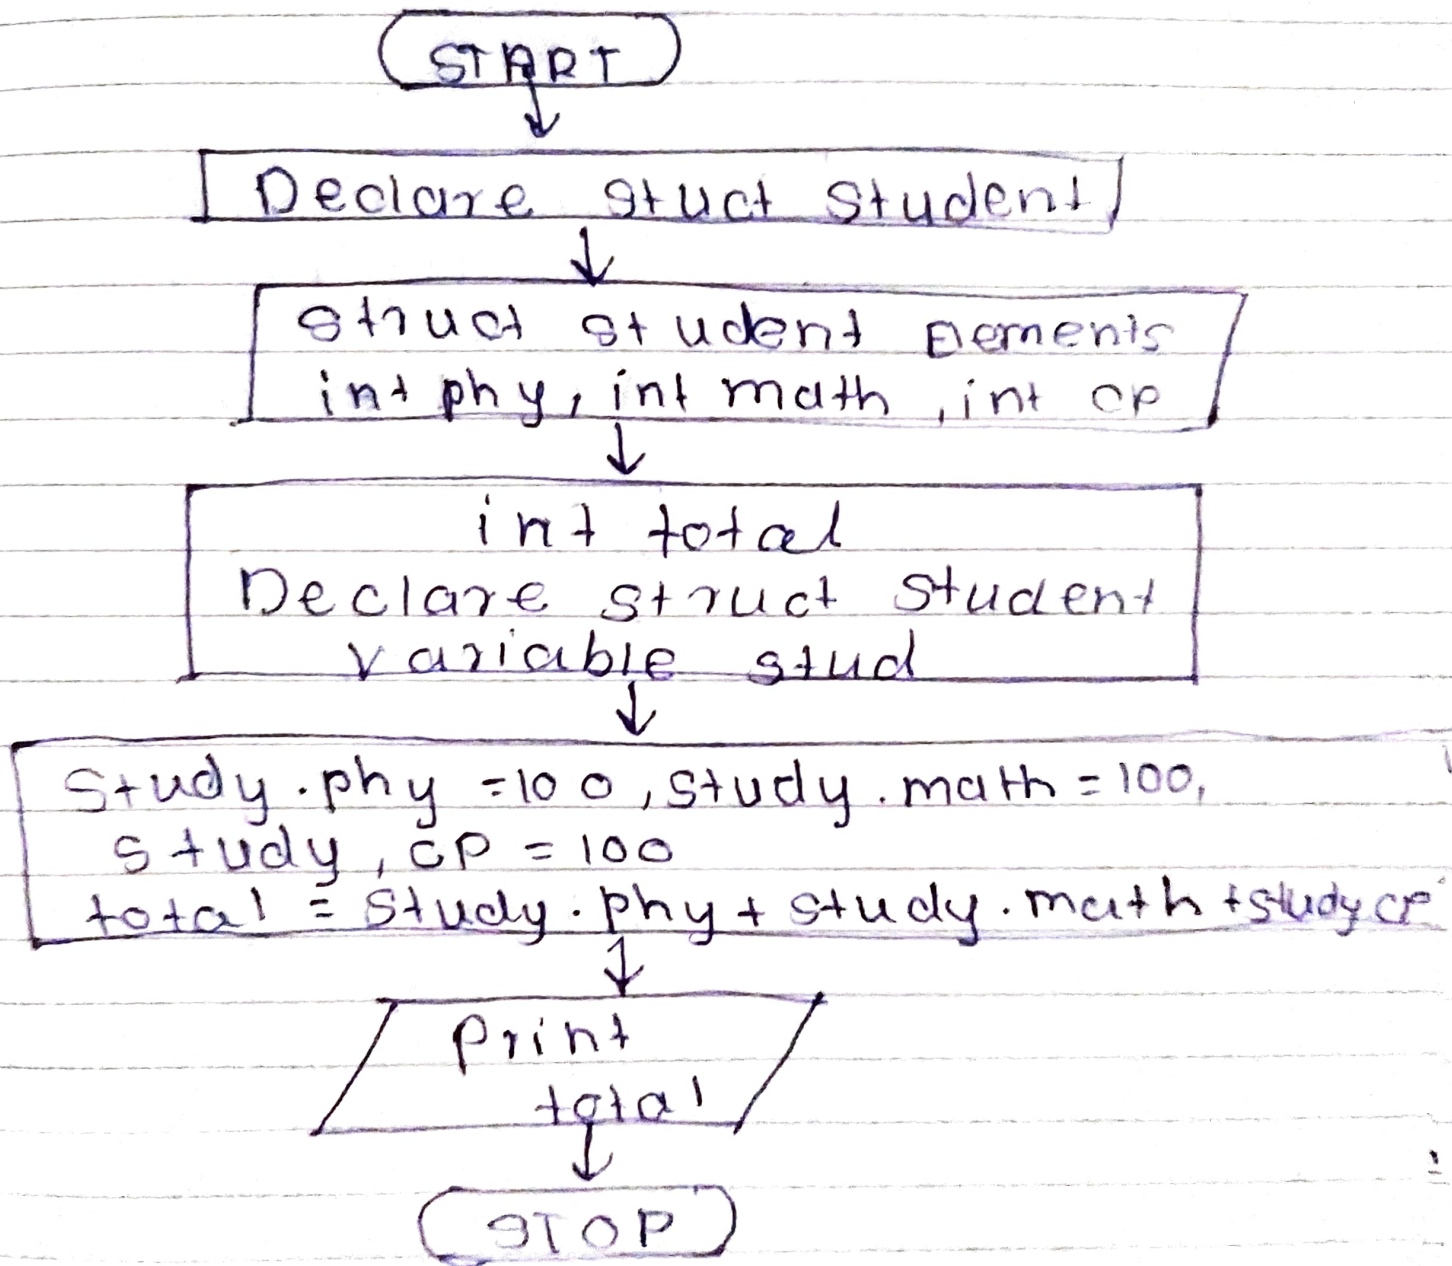 START
Declare stuct student
struct student Elements
int phy, int math, int cp
int total
Declare struct student
variable stud
Study.phy =100, study.math = 100,
study, cp = 100
total = study.phy + study.math + study cp
Print
total
STOP